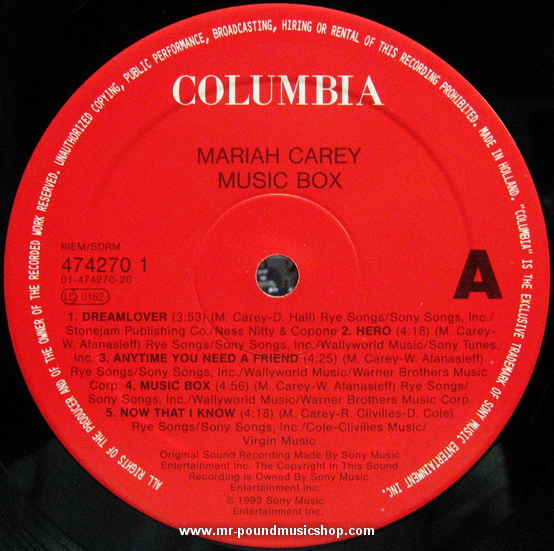 ALL RIGHTS OF THE PRODUCER AND OF THE OWNER OF THE RECORDED WORK RESERVED. UNAUTHORIZED COPYING, PUBLIC PERFORMANCE, BROADCASTING, HIRING OR RENTAL OF THIS RECORDING PROHIBITED. MADE IN HOLLAND. "COLUMBIA" IS THE EXCLUSIVE TRADEMARK OF SONY MUSIC ENTERTAINMENT INC.
COLUMBIA
MARIAH CAREY
MUSIC BOX
BIEM/SDRM
474270 1
01-474270-20
LC 0162
A
1. DREAMLOVER (3:53) (M. Carey-D. Hall) Rye Songs/Sony Songs, Inc./
Stonejam Publishing Co./Ness Nitty & Copone 2. HERO (4:18) (M. Carey-
W. Afanasieff) Rye Songs/Sony Songs, Inc./Wallyworld Music/Sony Tunes,
Inc. 3. ANYTIME YOU NEED A FRIEND (4:25) (M. Carey-W. Afanasieff)
Rye Songs/Sony Songs, Inc./Wallyworld Music/Warner Brothers Music
Corp. 4. MUSIC BOX (4:56) (M. Carey-W. Afanasieff) Rye Songs/
Sony Songs, Inc./Wallyworld Music/Warner Brothers Music Corp.
5. NOW THAT I KNOW (4:18) (M. Carey-R. Clivilles-D. Cole)
Rye Songs/Sony Songs, Inc./Cole-Clivilles Music/
Virgin Music
Original Sound Recording Made By Sony Music
Entertainment Inc. The Copyright In This Sound
Recording Is Owned By Sony Music
Entertainment Inc.
℗ 1993 Sony Music
Entertainment Inc.
www.mr-poundmusicshop.com